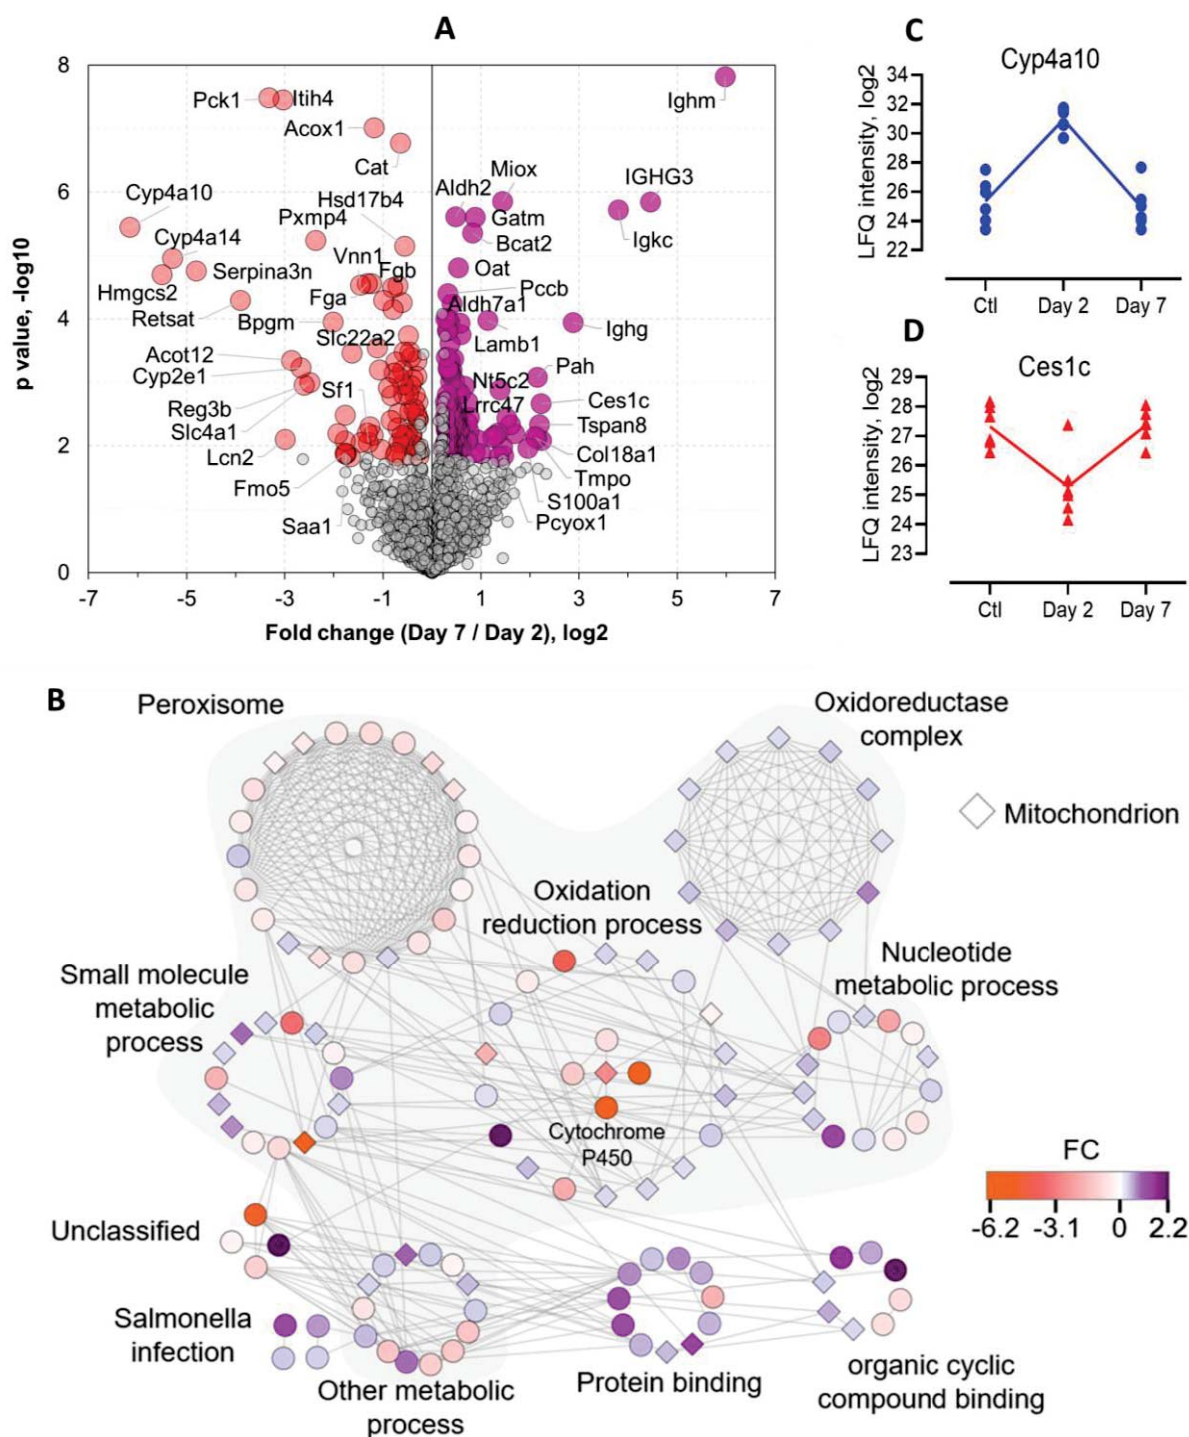 A
8
6
4
2
0
p value, -log10
-7
-5
-3
-1
1
3
5
7
Fold change (Day 7 / Day 2), log2
Pck1
Itih4
Acox1
Cat
Ighm
Cyp4a10
Hsd17b4
Pxmp4
Cyp4a14
Vnn1
Fgb
Serpina3n
Hmgcs2
Fga
Retsat
Bpgm
Slc22a2
Acot12
Cyp2e1
Sf1
Reg3b
Slc4a1
Lcn2
Fmo5
Saa1
Miox
Aldh2
IGHG3
Gatm
Bcat2
Igkc
Oat
Pccb
Aldh7a1
Ighg
Lamb1
Pah
Nt5c2
Ces1c
Lrrc47
Tspan8
Col18a1
Tmpo
S100a1
Pcyox1
C
Cyp4a10
LFQ intensity, log2
34
32
30
28
26
24
22
Ctl
Day 2
Day 7
D
Ces1c
LFQ intensity, log2
29
28
27
26
25
24
23
Ctl
Day 2
Day 7
B
Peroxisome
Oxidoreductase
complex
Mitochondrion
Oxidation
reduction process
Small molecule
metabolic
process
Nucleotide
metabolic process
Cytochrome
P450
FC
-6.2
-3.1
0
2.2
Unclassified
Salmonella
infection
Other metabolic
process
Protein binding
organic cyclic
compound binding